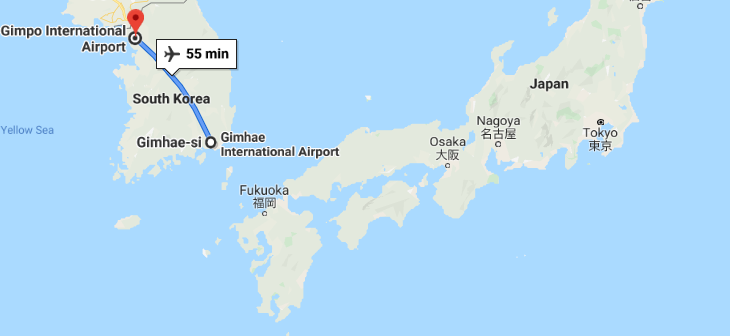 Gimpo International
Airport
55 min
South Korea
Japan
Yellow Sea
Gimhae-si
Gimhae
International Airport
Nagoya
名古屋
Tokyo
東京
Osaka
大阪
Fukuoka
福岡